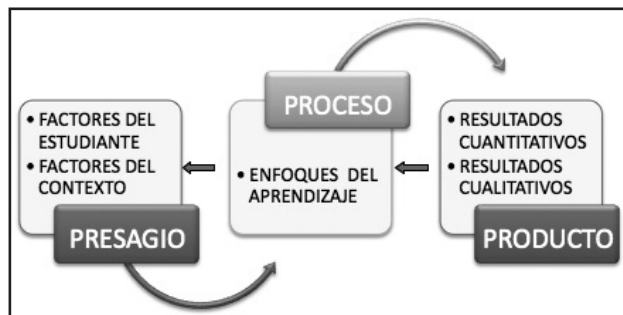 • FACTORES DEL
ESTUDIANTE
• FACTORES DEL
CONTEXTO
PRESAGIO
PROCESO
• ENFOQUES DEL
APRENDIZAJE
• RESULTADOS
CUANTITATIVOS
• RESULTADOS
CUALITATIVOS
PRODUCTO